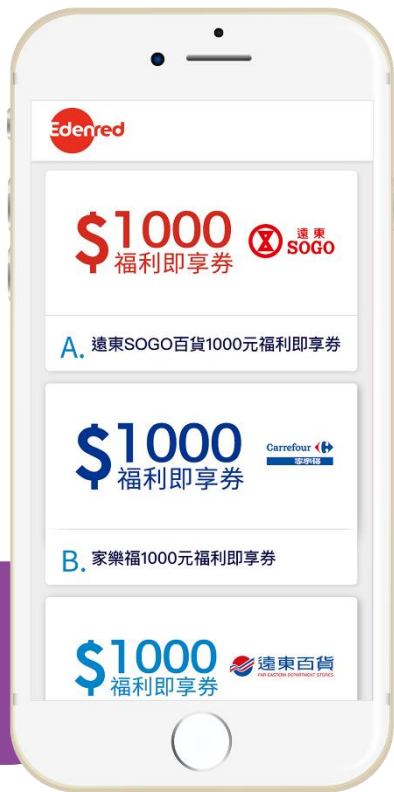 Edenred
$1000
福利即享券
遠東
SOGO
A. 遠東SOGO百貨1000元福利即享券
$1000
福利即享券
Carrefour
家樂福
B. 家樂福1000元福利即享券
$1000
福利即享券
遠東百貨
FAR EASTERN DEPARTMENT STORES